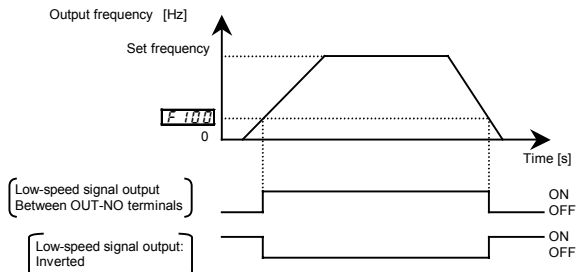 Output frequency [Hz]
Set frequency
F 100
0
Time [s]
Low-speed signal output
Between OUT-NO terminals
ON
OFF
Low-speed signal output:
Inverted
ON
OFF